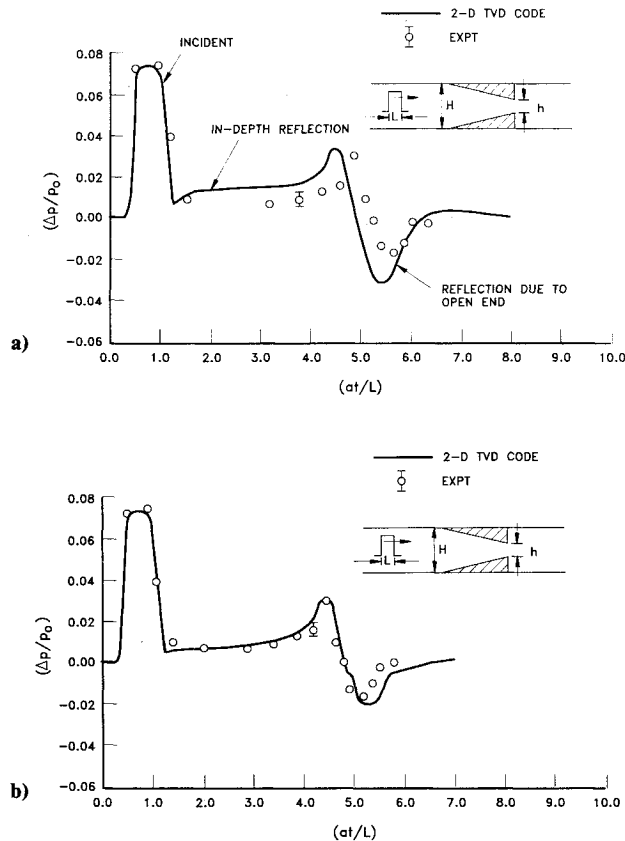 2-D TVD CODE
EXPT
0.08
INCIDENT
0.06
H
h
L
0.04
IN-DEPTH REFLECTION
(Δp/p₀)
0.02
0.00
-0.02
REFLECTION DUE TO
OPEN END
-0.04
-0.06
a)
0.0 1.0 2.0 3.0 4.0 5.0 6.0 7.0 8.0 9.0 10.0
(at/L)
2-D TVD CODE
EXPT
0.08
0.06
H
h
L
0.04
(Δp/p₀)
0.02
0.00
-0.02
-0.04
-0.06
b)
0.0 1.0 2.0 3.0 4.0 5.0 6.0 7.0 8.0 9.0 10.0
(at/L)